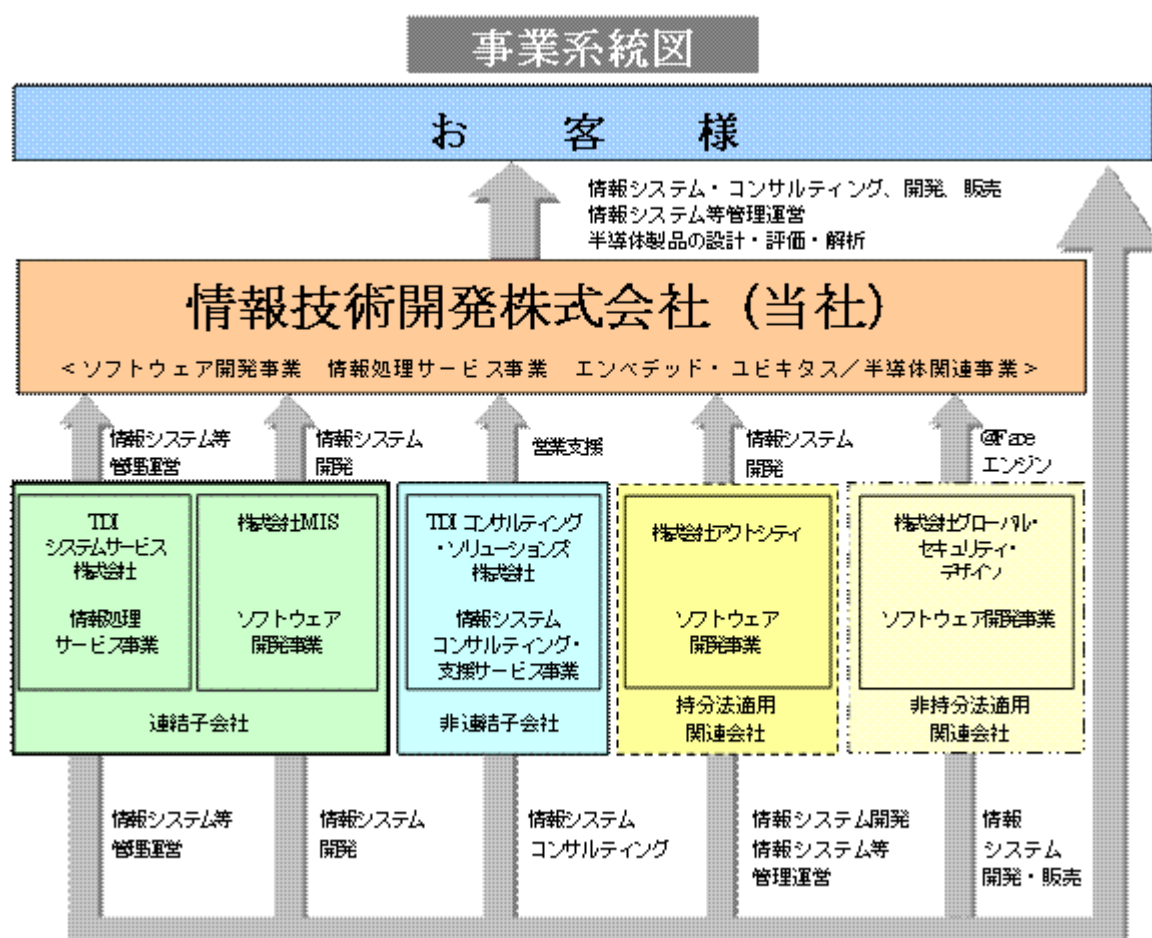 事業系統図
お客様
情報システム・コンサルティング、開発、販売
情報システム等管理運営
半導体製品の設計・評価・解析
情報技術開発株式会社（当社）
＜ソフトウェア開発事業　情報処理サービス事業　エンベデッド・ユビキタス／半導体関連事業＞
情報システム等
管理運営
情報システム
開発
営業支援
情報システム
開発
@Face
エンジン
TDI
システムサービス
株式会社
情報処理
サービス事業
株式会社MIS
ソフトウェア
開発事業
連結子会社
TDIコンサルティング
・ソリューションズ
株式会社
情報システム
コンサルティング・
支援サービス事業
非連結子会社
株式会社アウトシティ
ソフトウェア
開発事業
持分法適用
関連会社
株式会社グローバル・
セキュリティ・
デザイン
ソフトウェア開発事業
非持分法適用
関連会社
情報システム等
管理運営
情報システム
開発
情報システム
コンサルティング
情報システム開発
情報システム等
管理運営
情報
システム
開発・販売